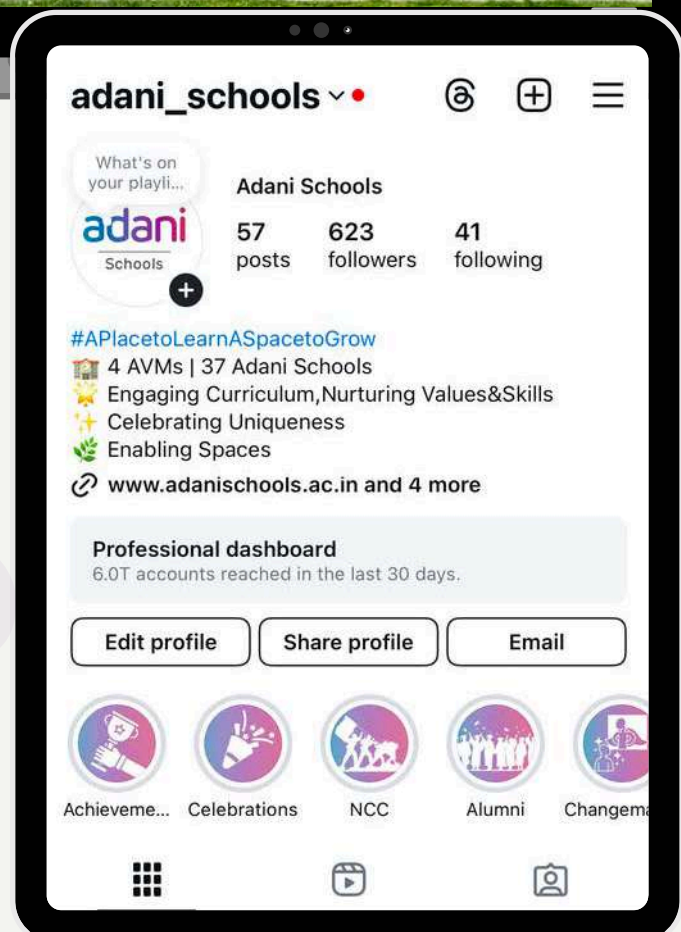 adani_schools
What's on
your playli...
adani
Schools
Adani Schools
57 623 41
posts followers following
#APlacetoLearnASpacetoGrow
4 AVMs | 37 Adani Schools
Engaging Curriculum,Nurturing Values&Skills
Celebrating Uniqueness
Enabling Spaces
www.adanischools.ac.in and 4 more
Professional dashboard
6.0T accounts reached in the last 30 days.
Edit profile Share profile Email
Achieveme... Celebrations NCC Alumni Changema